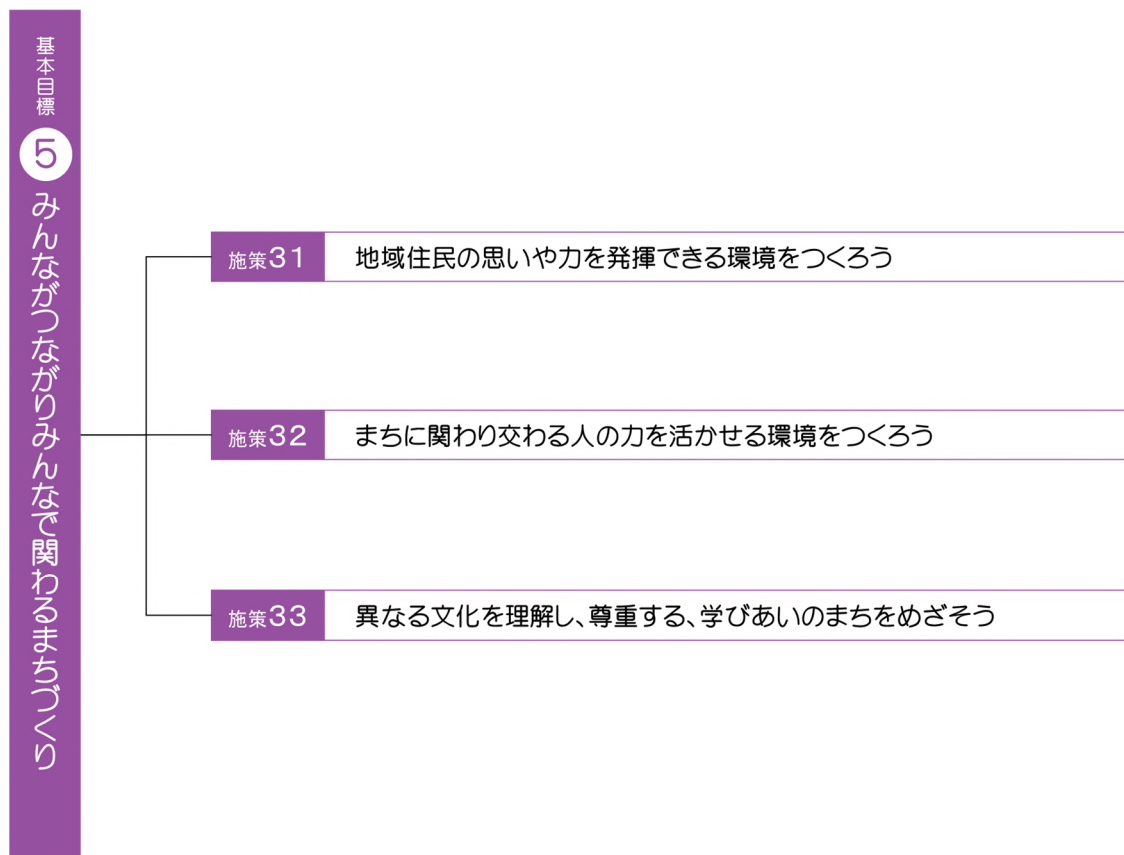 基本目標
5
みんながつながりみんなで関わるまちづくり
施策31 地域住民の思いや力を発揮できる環境をつくろう
施策32 まちに関わり交わる人の力を活かせる環境をつくろう
施策33 異なる文化を理解し、尊重する、学びあいのまちをめざそう